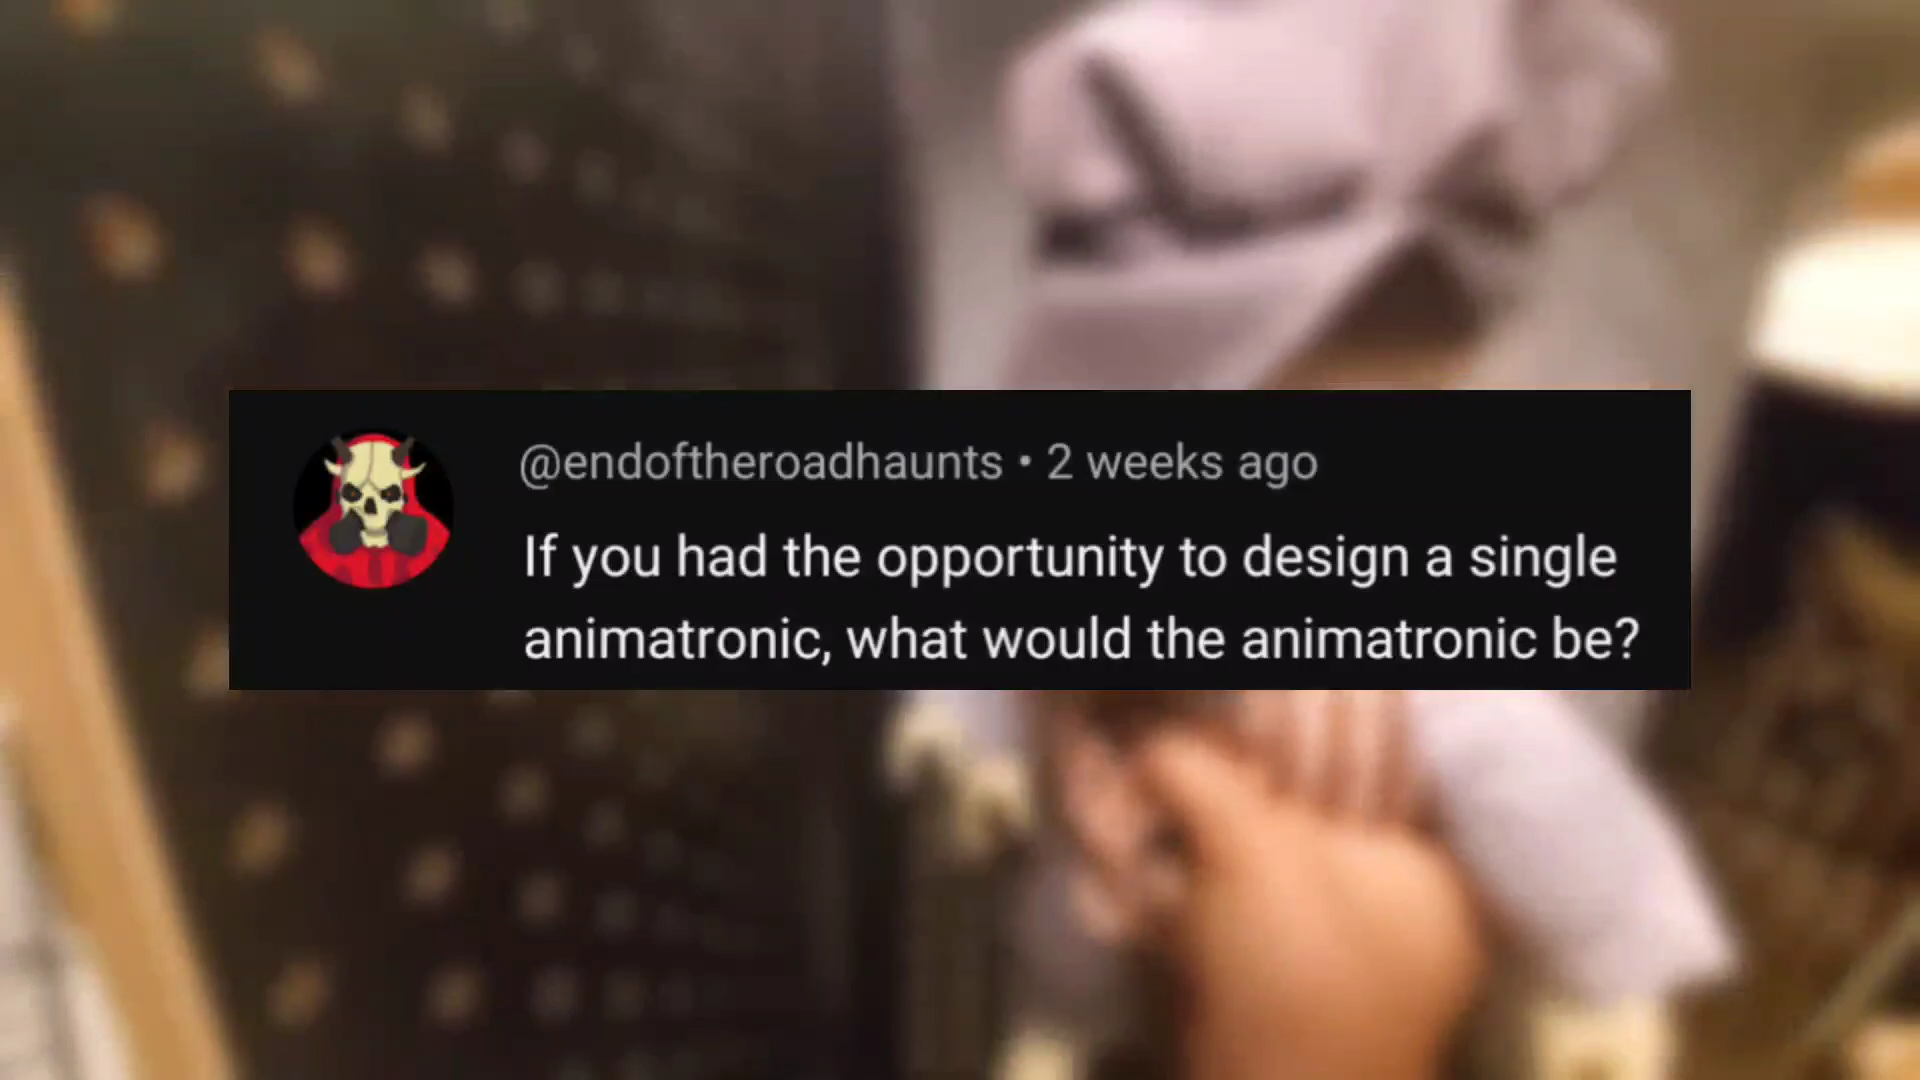 @endoftheroadhaunts • 2 weeks ago
If you had the opportunity to design a single
animatronic, what would the animatronic be?